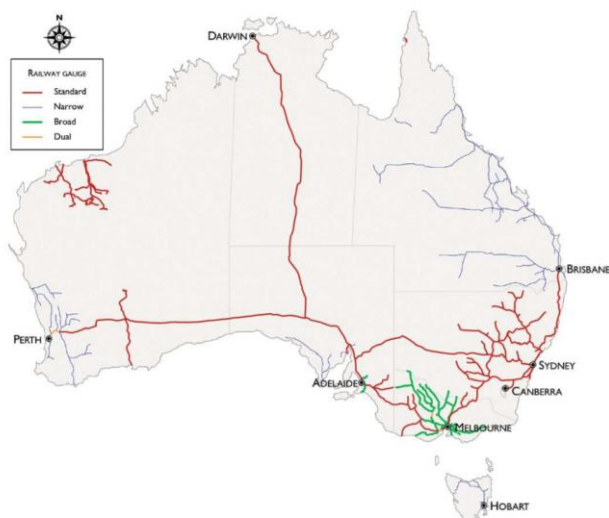 DARWIN
N
RAILWAY GAUGE
Standard
Narrow
Broad
Dual
BRISBANE
PERTH
SYDNEY
ADELAIDE
CANBERRA
MELBOURNE
HOBART